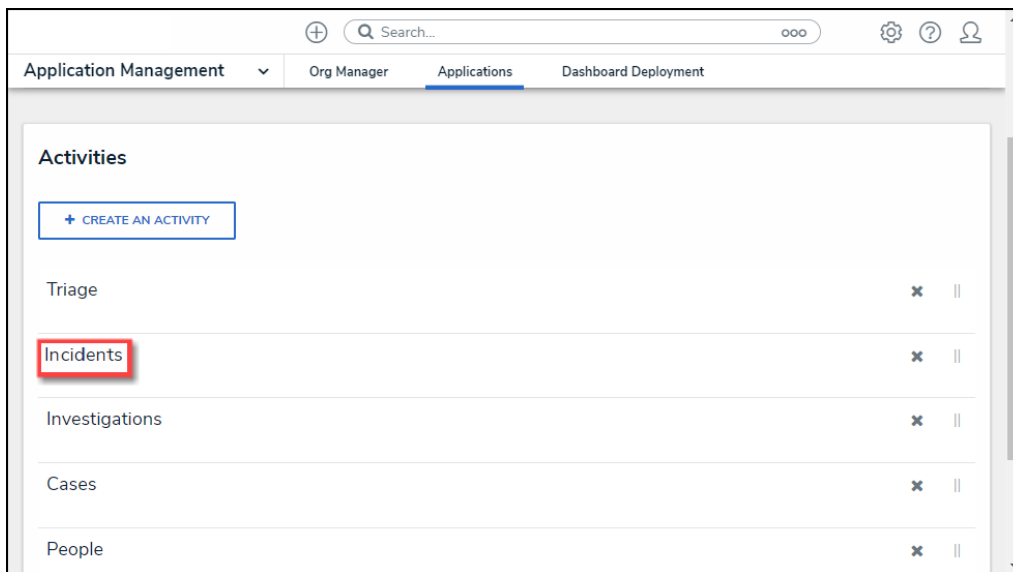 Search...
Application Management Org Manager Applications Dashboard Deployment
Activities
+ CREATE AN ACTIVITY
Triage
Incidents
Investigations
Cases
People